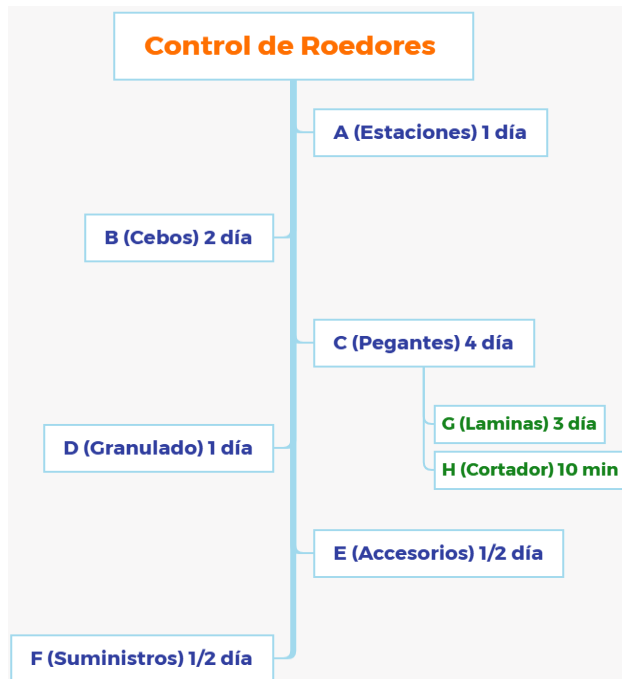 Control de Roedores
A (Estaciones) 1 día
B (Cebos) 2 día
C (Pegantes) 4 día
G (Laminas) 3 día
D (Granulado) 1 día
H (Cortador) 10 min
E (Accesorios) 1/2 día
F (Suministros) 1/2 día